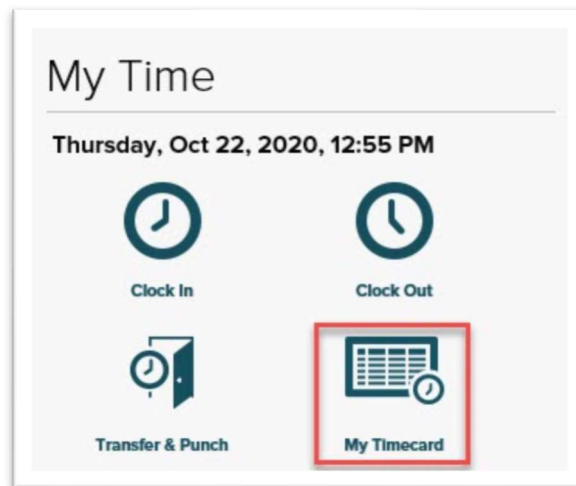 My Time
Thursday, Oct 22, 2020, 12:55 PM
Clock In
Clock Out
Transfer & Punch
My Timecard